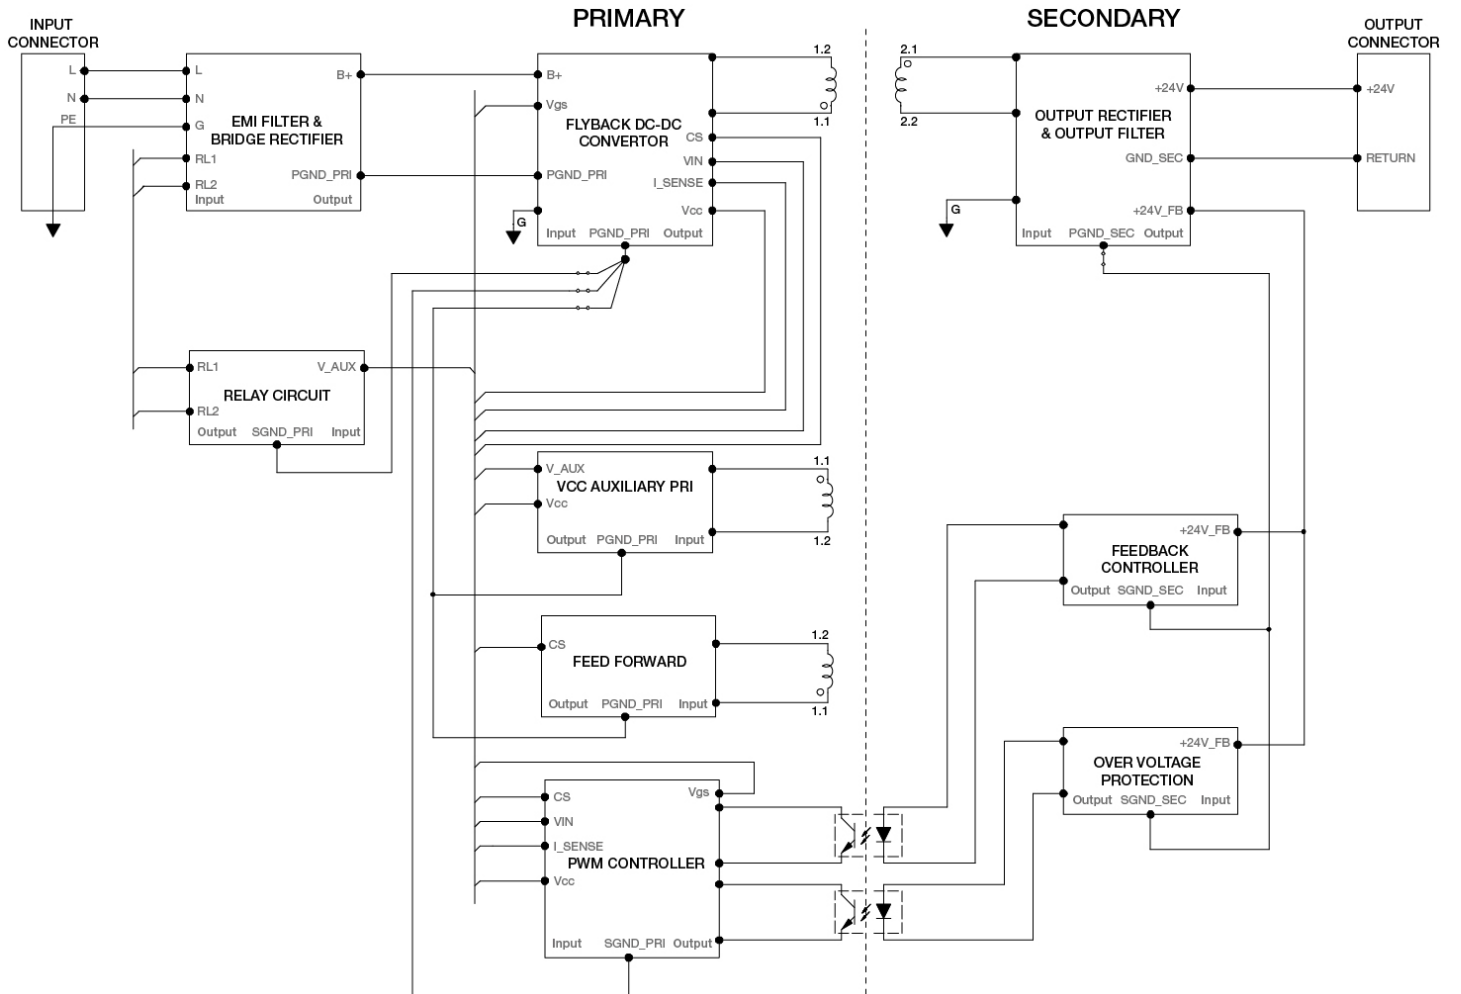 PRIMARY
SECONDARY
INPUT
CONNECTOR
L
N
PE
L
N
G
RL1
RL2
Input
EMI FILTER &
BRIDGE RECTIFIER
B+
PGND_PRI
Output
B+
Vgs
FLYBACK DC-DC
CONVERTOR
PGND_PRI
G
Input
PGND_PRI
Output
CS
VIN
I_SENSE
Vcc
1.2
1.1
2.1
2.2
OUTPUT RECTIFIER
& OUTPUT FILTER
+24V
GND_SEC
+24V_FB
G
Input
PGND_SEC
Output
OUTPUT
CONNECTOR
+24V
RETURN
RL1
V_AUX
RELAY CIRCUIT
RL2
Output
SGND_PRI
Input
V_AUX
VCC AUXILIARY PRI
Vcc
Output
PGND_PRI
Input
1.1
1.2
CS
FEED FORWARD
Output
PGND_PRI
Input
1.2
1.1
+24V_FB
FEEDBACK
CONTROLLER
Output
SGND_SEC
Input
+24V_FB
OVER VOLTAGE
PROTECTION
Output
SGND_SEC
Input
Vgs
CS
VIN
I_SENSE
PWM CONTROLLER
Vcc
Input
SGND_PRI
Output